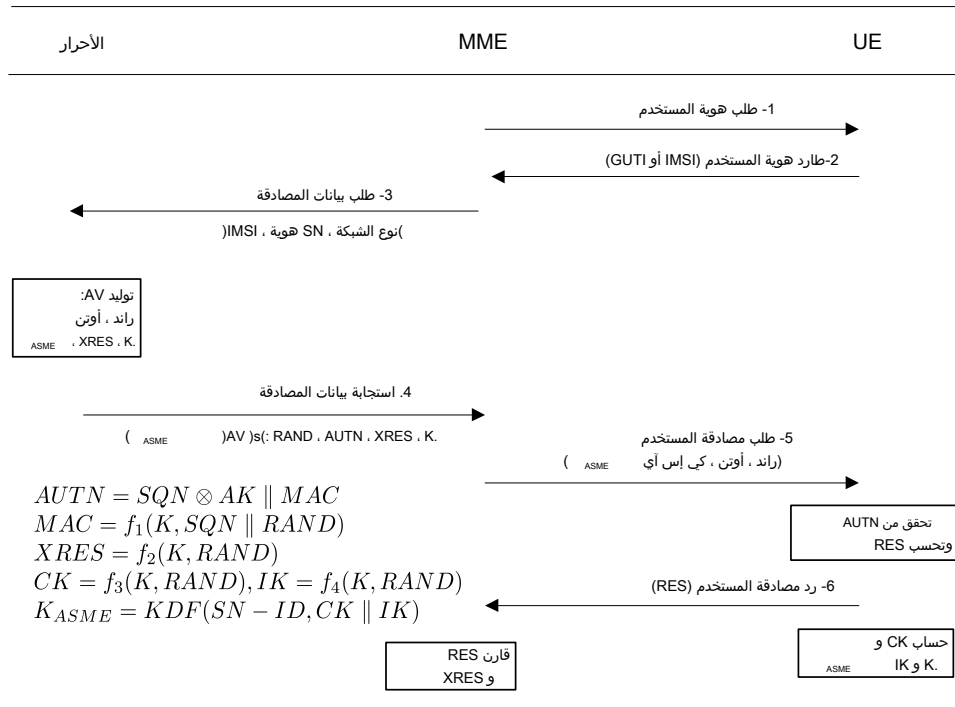 الأحرار MME UE
1- طلب هوية المستخدم
2-طارد هوية المستخدم (IMSI أو GUTI)
3- طلب بيانات المصادقة
)نوع الشبكة ، SN هوية ، IMSI(
توليد AV:
راند ، أوتن
، XRES ، K. ASME
4. استجابة بيانات المصادقة
( ASME )AV )s(: RAND ، AUTN ، XRES ، K.
5- طلب مصادقة المستخدم
(راند ، أوتن ، كي إس آي ASME )
AUTN = SQN ⊗ AK ∥ MAC
MAC = f₁(K, SQN ∥ RAND)
XRES = f₂(K, RAND)
CK = f₃(K, RAND), IK = f₄(K, RAND)
K_{ASME} = KDF(SN − ID, CK ∥ IK)
تحقق من AUTN
وتحسب RES
6- رد مصادقة المستخدم (RES)
قارن RES
و XRES
حساب CK و
IK و K. ASME